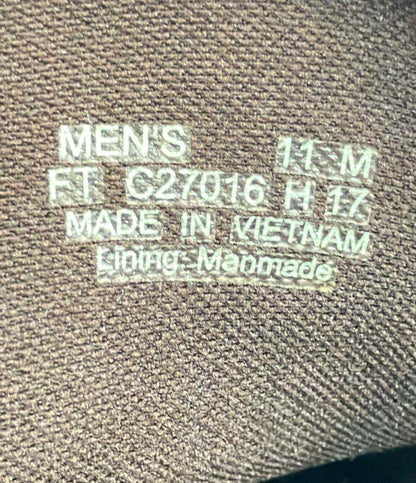 MEN'S 11 M
FT C27016 H 17
MADE IN VIETNAM
Lining: Manmade